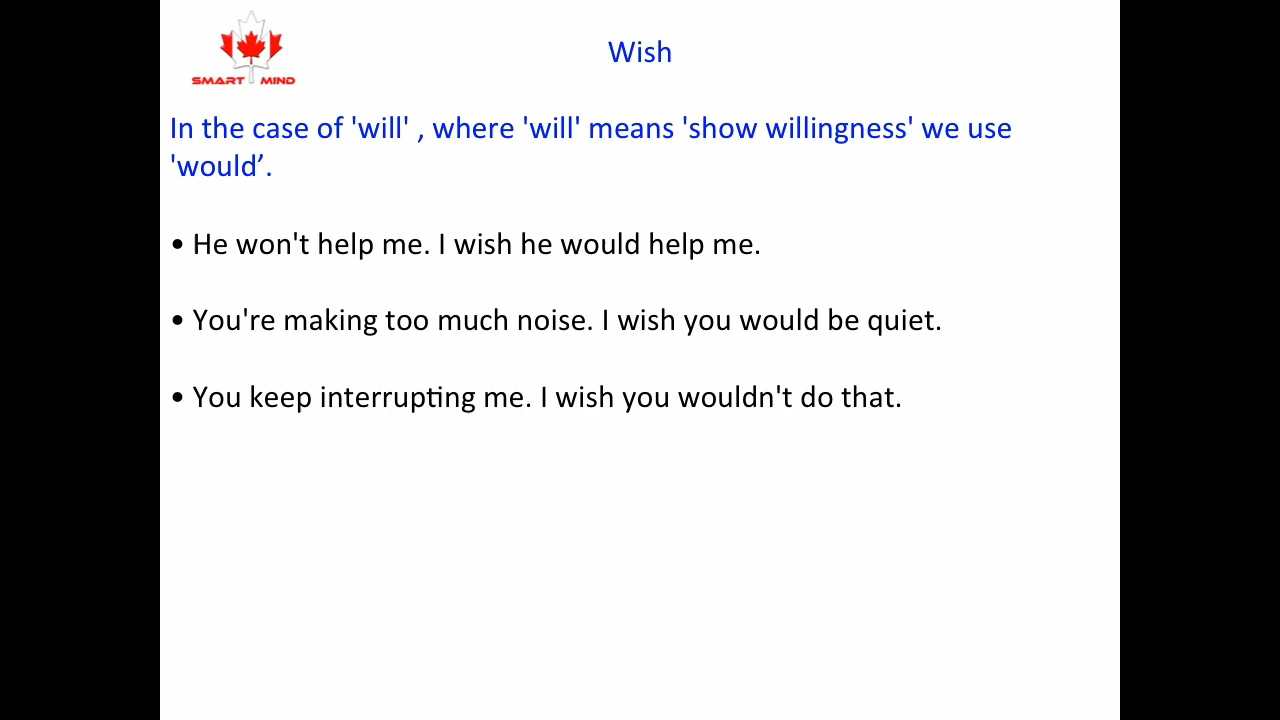 SMART MIND
Wish
In the case of 'will' , where 'will' means 'show willingness' we use
'would’.
• He won't help me. I wish he would help me.
• You're making too much noise. I wish you would be quiet.
• You keep interrupting me. I wish you wouldn't do that.